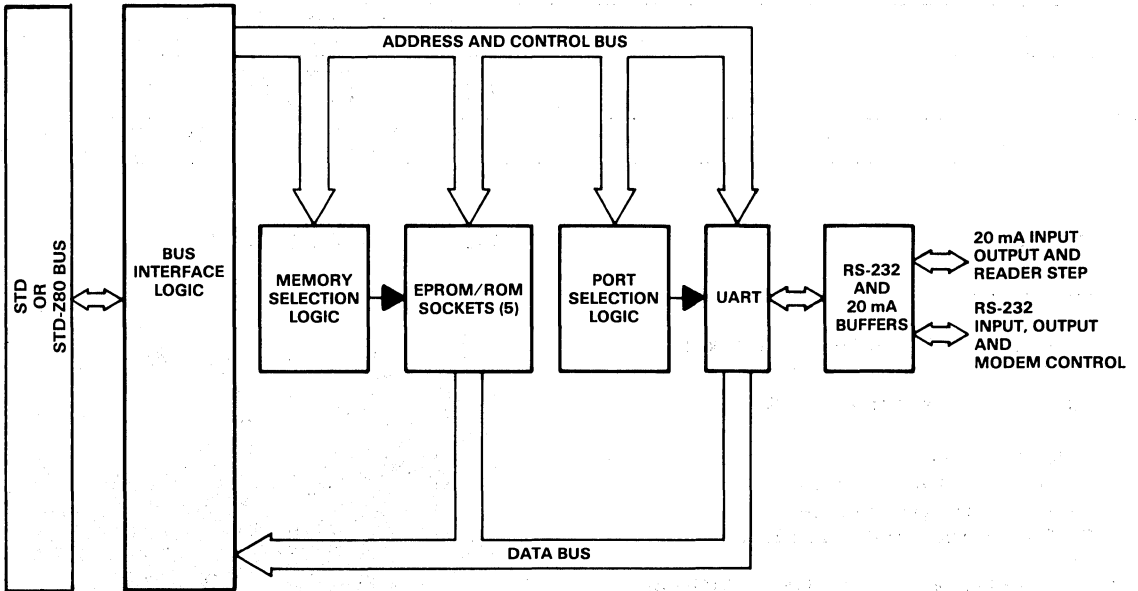 ADDRESS AND CONTROL BUS
STD
OR
STD-Z80 BUS
BUS
INTERFACE
LOGIC
MEMORY
SELECTION
LOGIC
EPROM/ROM
SOCKETS (5)
PORT
SELECTION
LOGIC
UART
RS-232
AND
20 mA
BUFFERS
20 mA INPUT
OUTPUT AND
READER STEP
RS-232
INPUT, OUTPUT
AND
MODEM CONTROL
DATA BUS